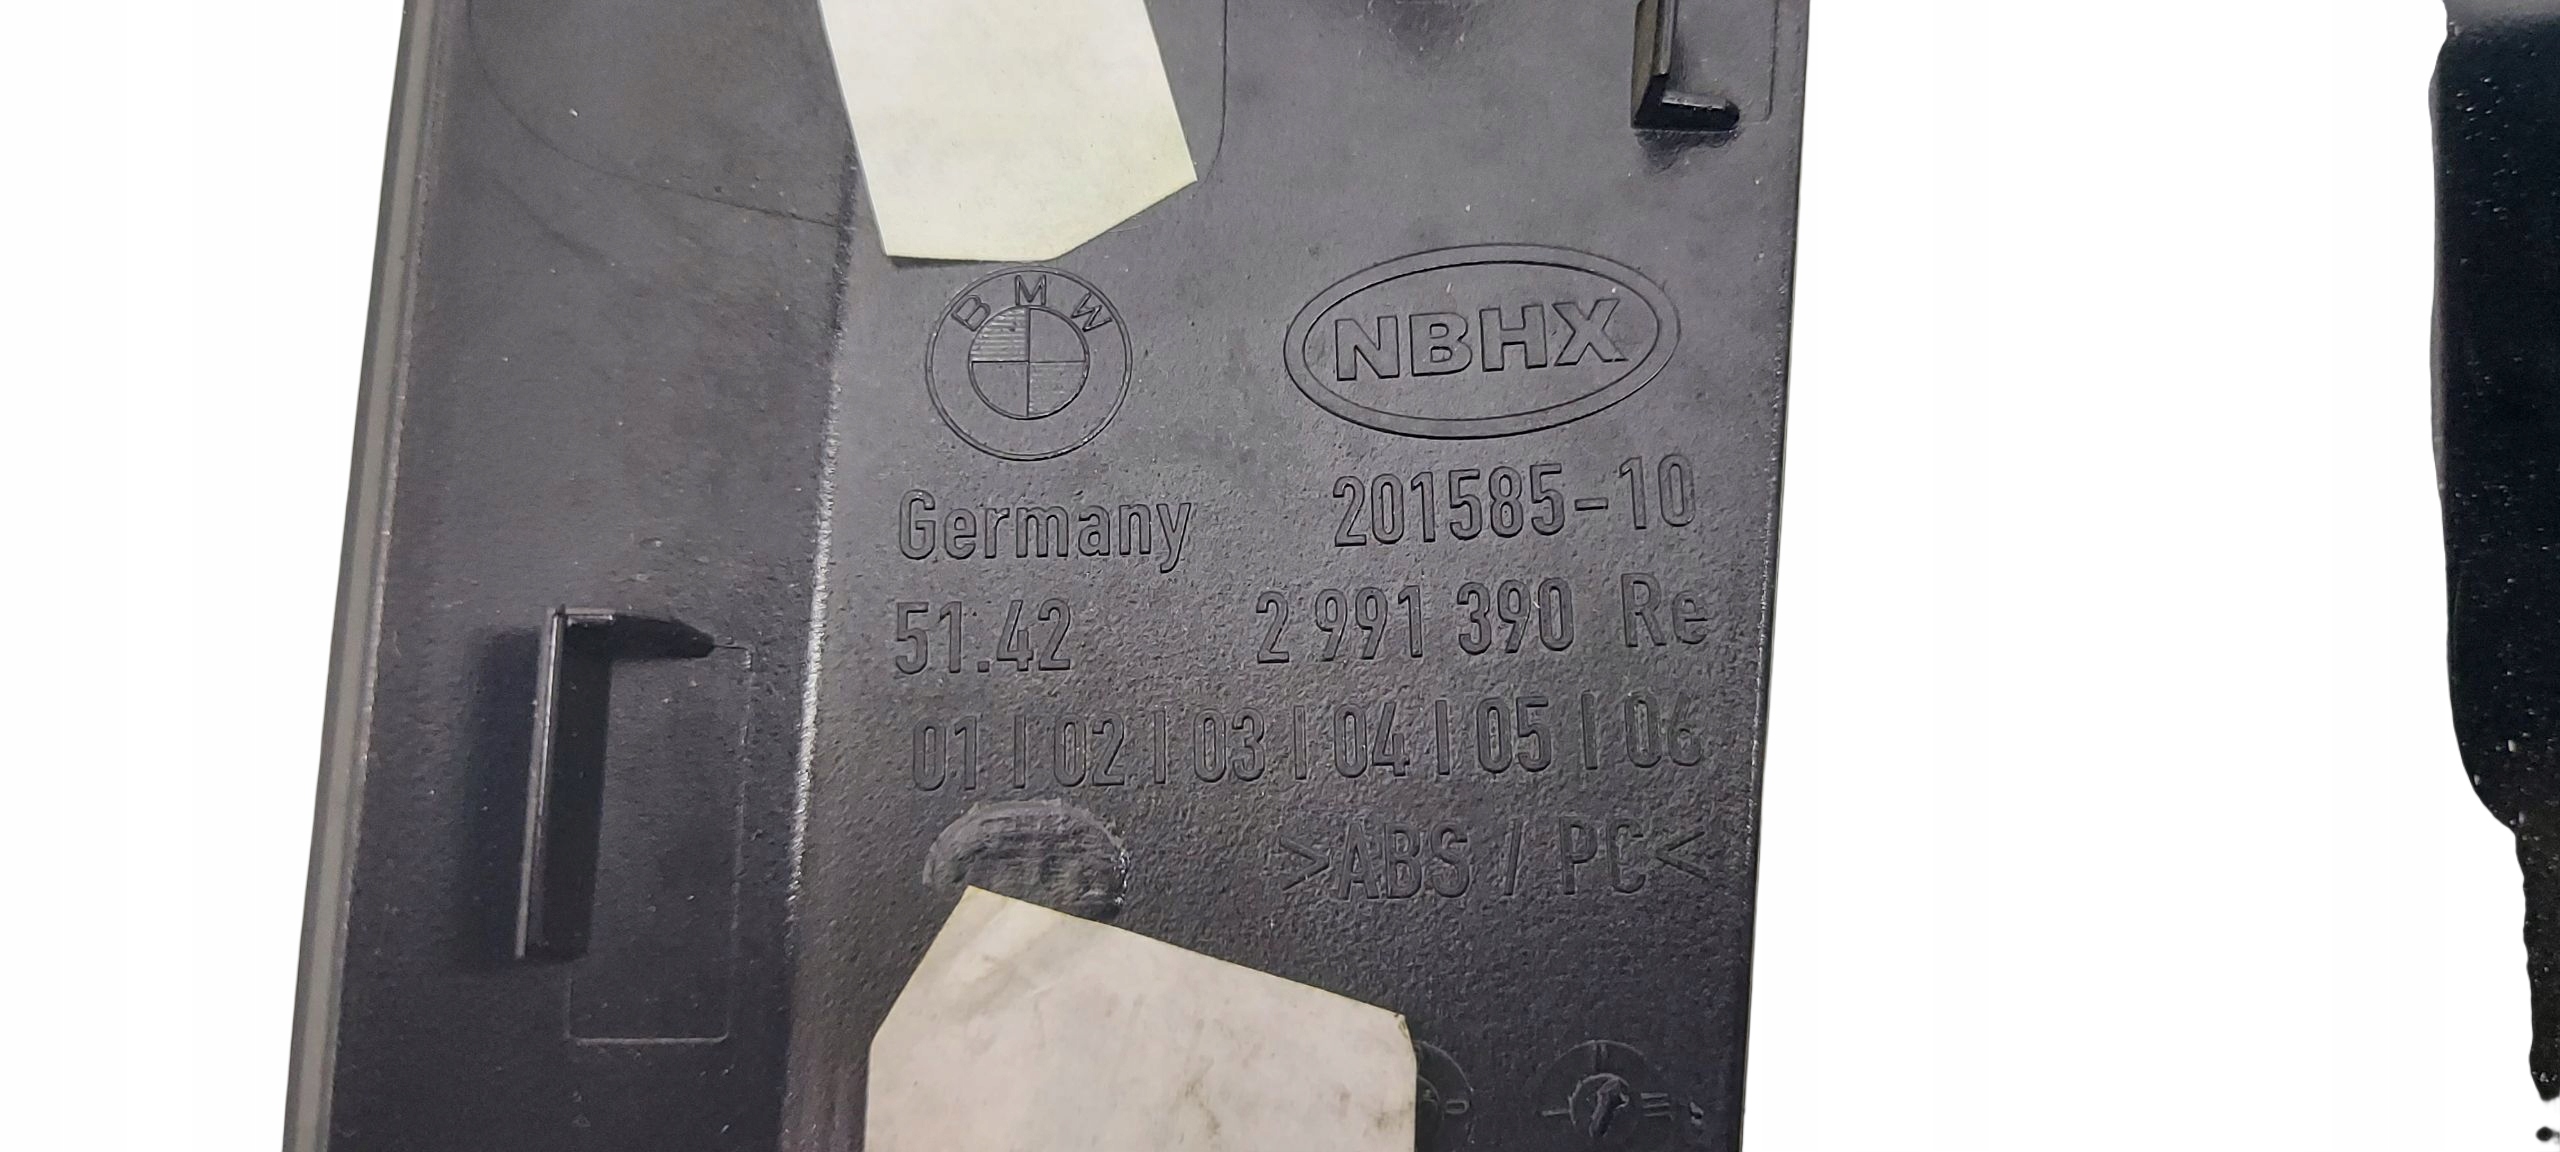 BMW NBHX
Germany 201585-10
51.42 2 991 390 Re
01 | 02 | 03 | 04 | 05 | 06
>ABS / PC<